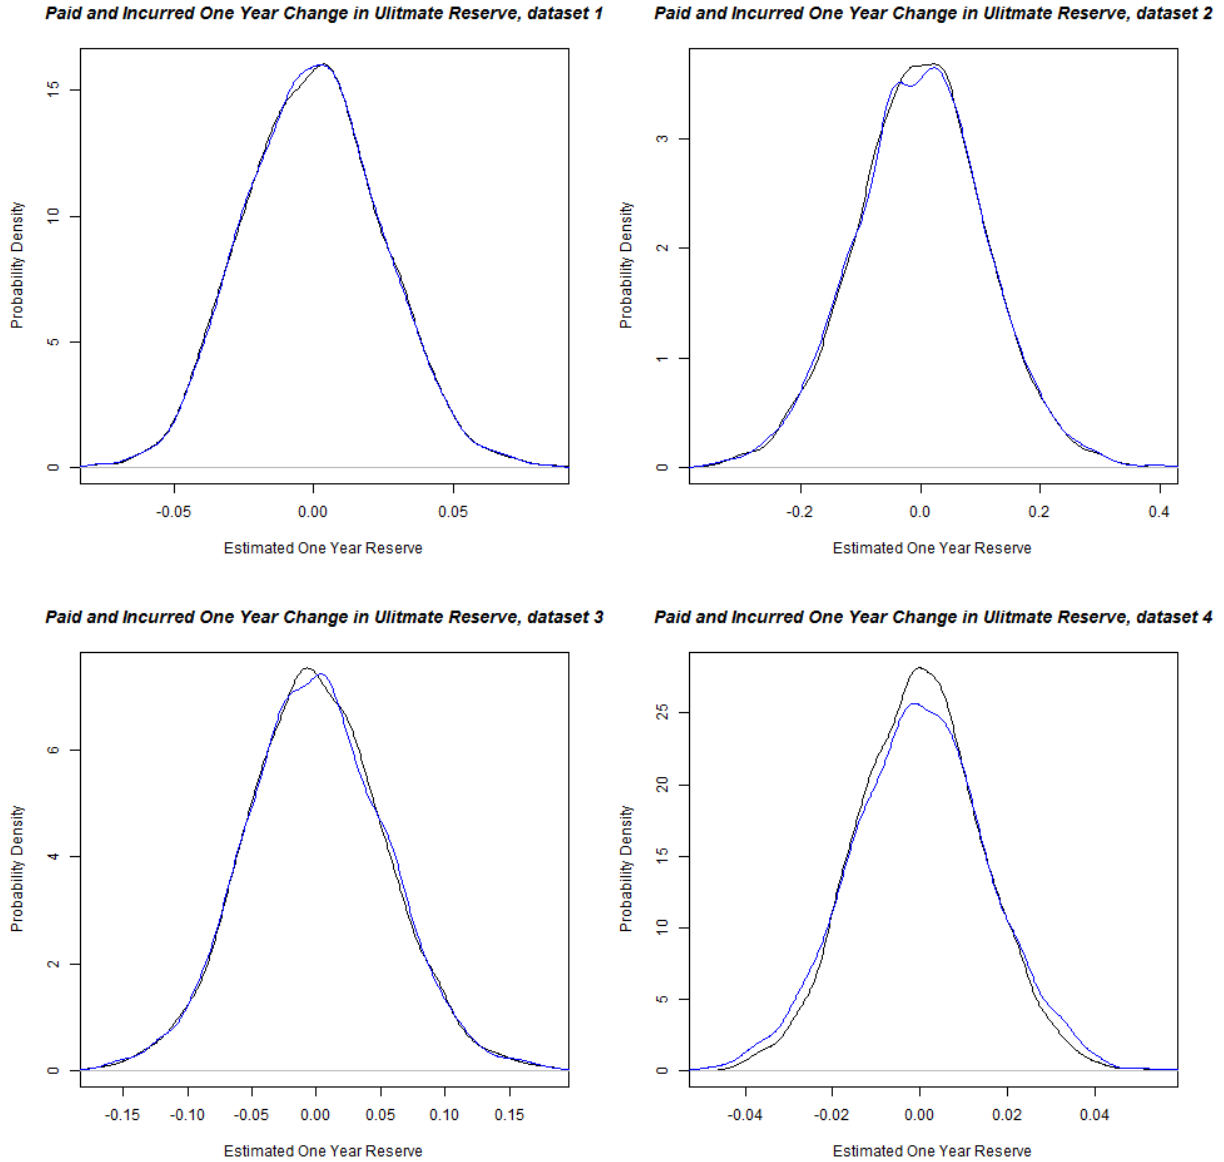 Paid and Incurred One Year Change in Ulitmate Reserve, dataset 1
Probability Density
15
10
5
0
-0.05 0.00 0.05
Estimated One Year Reserve
Paid and Incurred One Year Change in Ulitmate Reserve, dataset 2
Probability Density
3
2
1
0
-0.2 0.0 0.2 0.4
Estimated One Year Reserve
Paid and Incurred One Year Change in Ulitmate Reserve, dataset 3
Probability Density
6
4
2
0
-0.15 -0.10 -0.05 0.00 0.05 0.10 0.15
Estimated One Year Reserve
Paid and Incurred One Year Change in Ulitmate Reserve, dataset 4
Probability Density
25
20
15
10
5
0
-0.04 -0.02 0.00 0.02 0.04
Estimated One Year Reserve